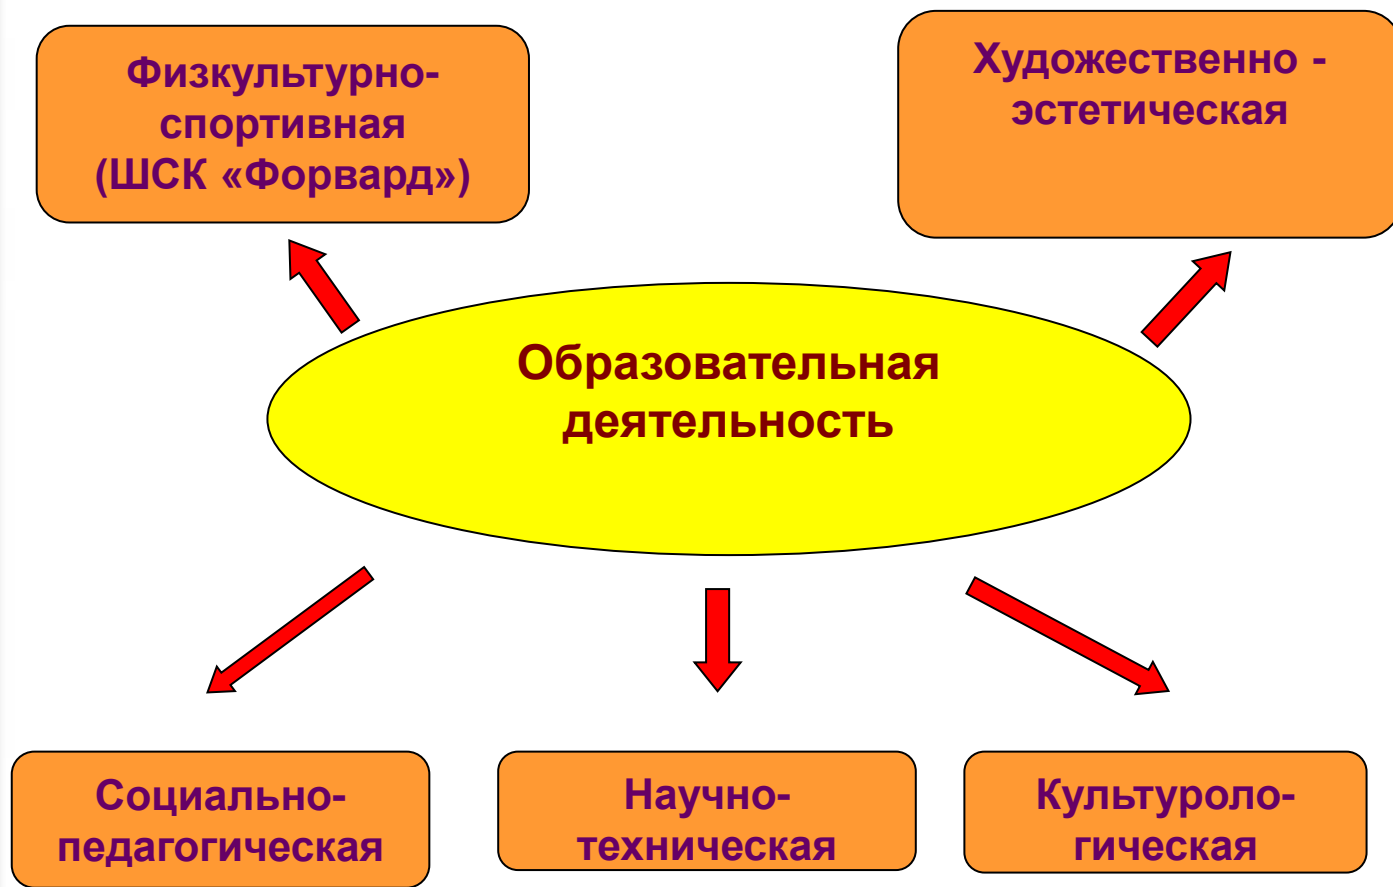 Физкультурно-
спортивная
(ШСК «Форвард»)
Художественно -
эстетическая
Образовательная
деятельность
Социально-
педагогическая
Научно-
техническая
Культуроло-
гическая